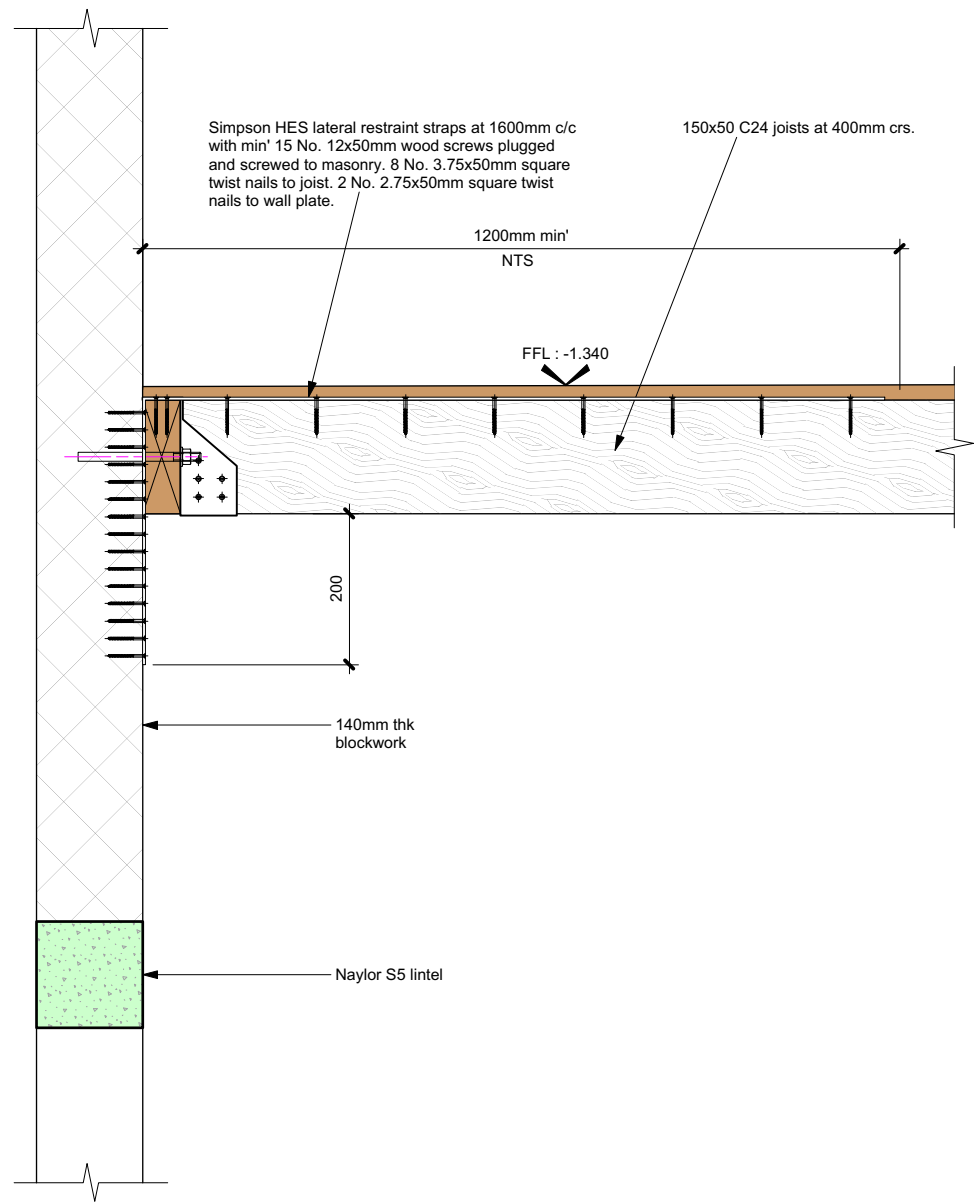 Simpson HES lateral restraint straps at 1600mm c/c
with min' 15 No. 12x50mm wood screws plugged
and screwed to masonry. 8 No. 3.75x50mm square
twist nails to joist. 2 No. 2.75x50mm square twist
nails to wall plate.
150x50 C24 joists at 400mm crs.
1200mm min'
NTS
FFL : -1.340
200
140mm thk
blockwork
Naylor S5 lintel